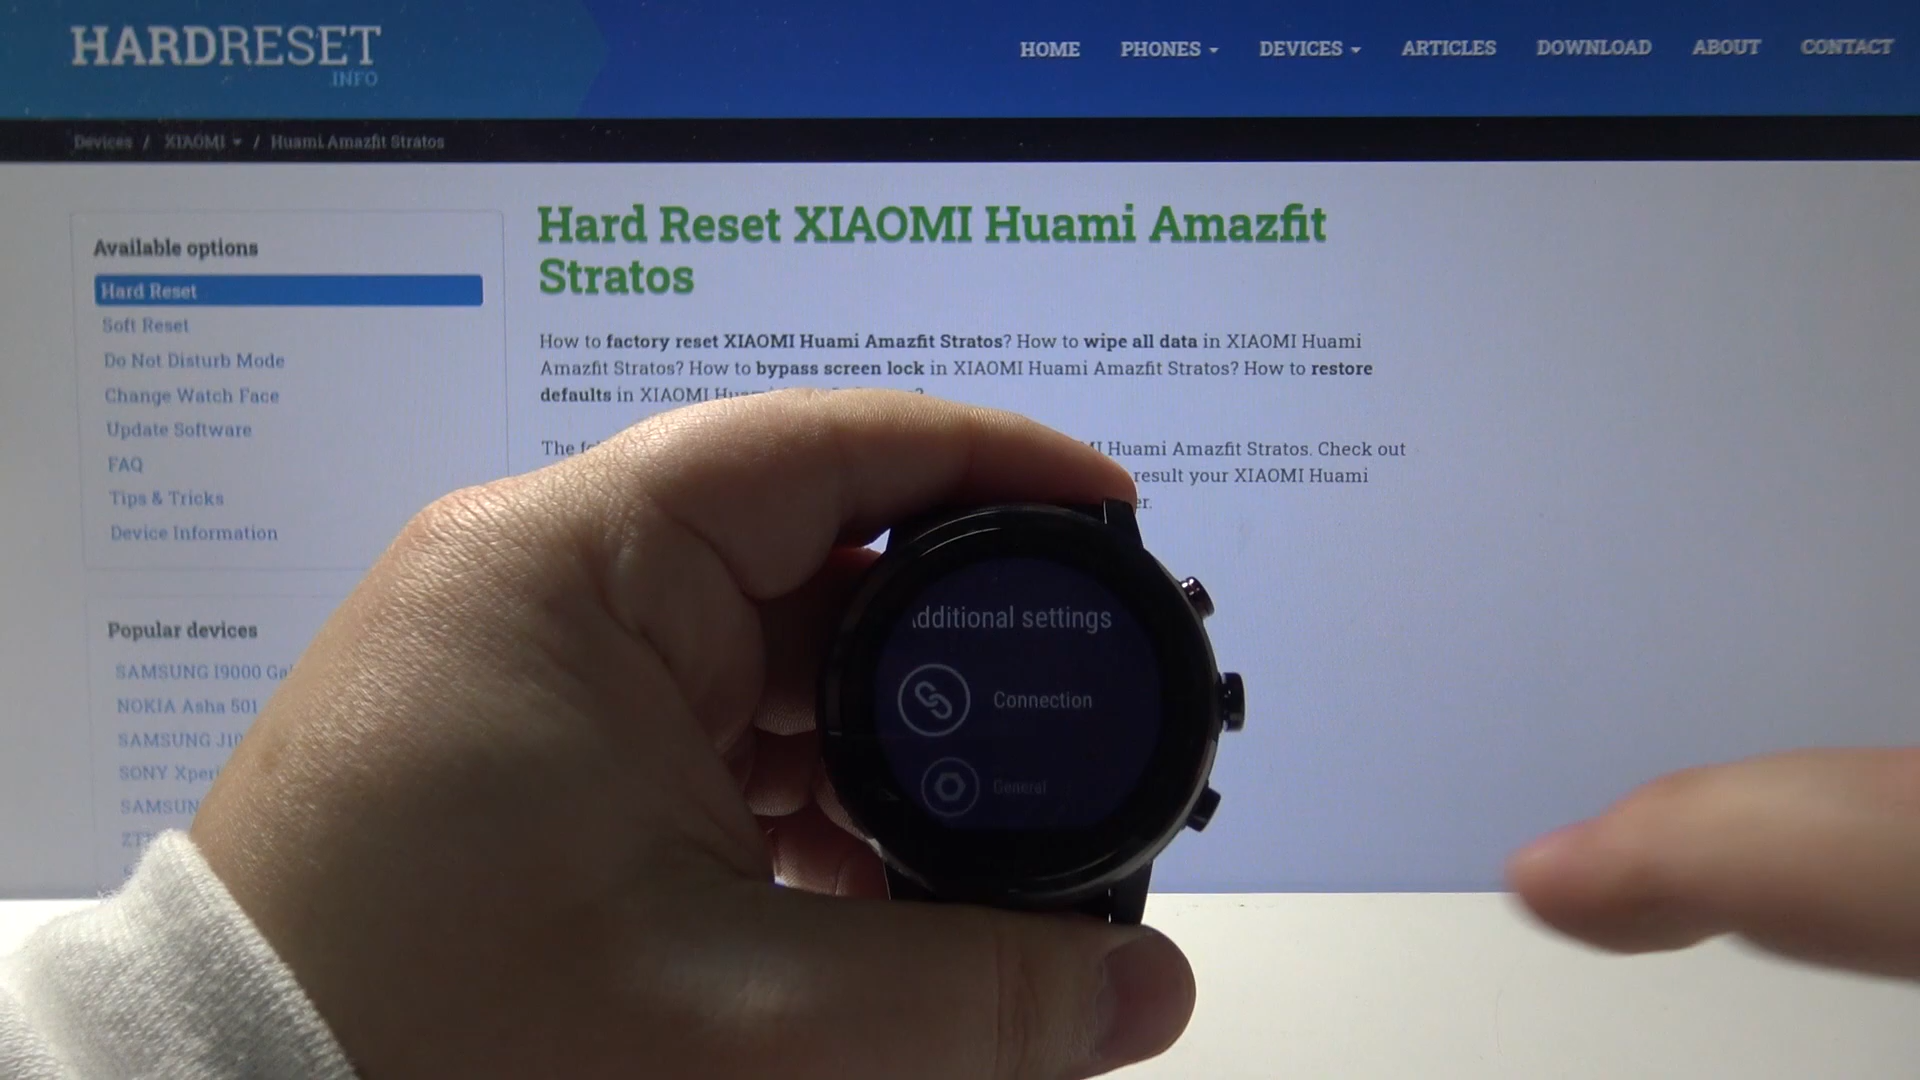 HARDRESET
.INFO
HOME PHONES DEVICES ARTICLES DOWNLOAD ABOUT CONTACT
Devices / XIAOMI / Huami Amazfit Stratos
Available options
Hard Reset
Soft Reset
Do Not Disturb Mode
Change Watch Face
Update Software
FAQ
Tips & Tricks
Device Information
Popular devices
SAMSUNG I9000
NOKIA Asha 501
SAMSUNG
SONY
Hard Reset XIAOMI Huami Amazfit
Stratos
How to factory reset XIAOMI Huami Amazfit Stratos? How to wipe all data in XIAOMI Huami
Amazfit Stratos? How to bypass screen lock in XIAOMI Huami Amazfit Stratos? How to restore
defaults in XIAOMI
The
Huami Amazfit Stratos. Check out
result your XIAOMI Huami
dditional settings
Connection
General